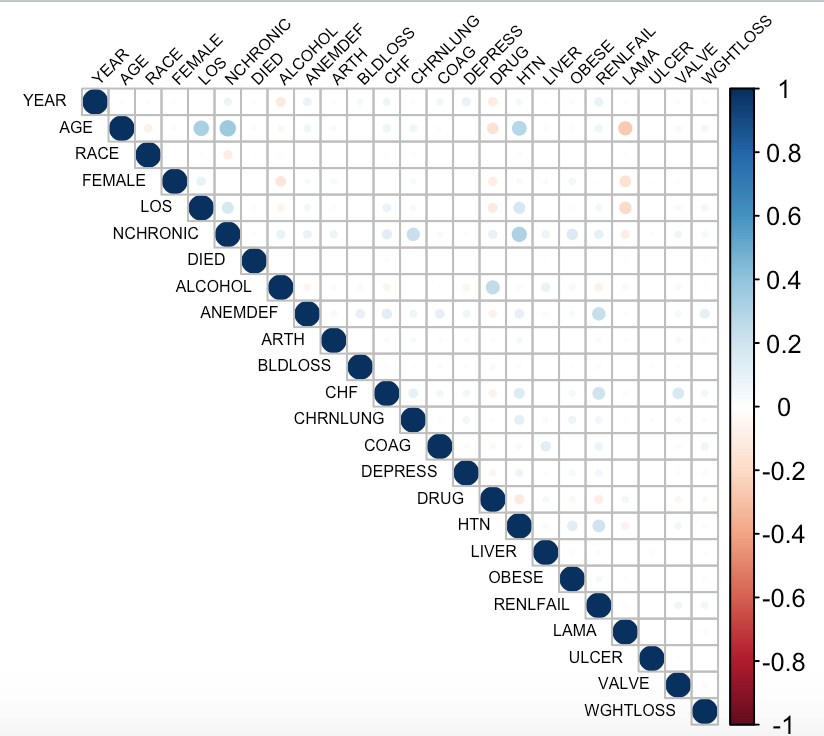 YEAR
AGE
RACE
FEMALE
LOS
NCHRONIC
DIED
ALCOHOL
ANEMDEF
ARTH
BLDLOSS
CHF
CHRNLUNG
COAG
DEPRESS
DRUG
HTN
LIVER
OBESE
RENLFAIL
LAMA
ULCER
VALVE
WGHTLOSS
YEAR
AGE
RACE
FEMALE
LOS
NCHRONIC
DIED
ALCOHOL
ANEMDEF
ARTH
BLDLOSS
CHF
CHRNLUNG
COAG
DEPRESS
DRUG
HTN
LIVER
OBESE
RENLFAIL
LAMA
ULCER
VALVE
WGHTLOSS
1
0.8
0.6
0.4
0.2
0
-0.2
-0.4
-0.6
-0.8
-1